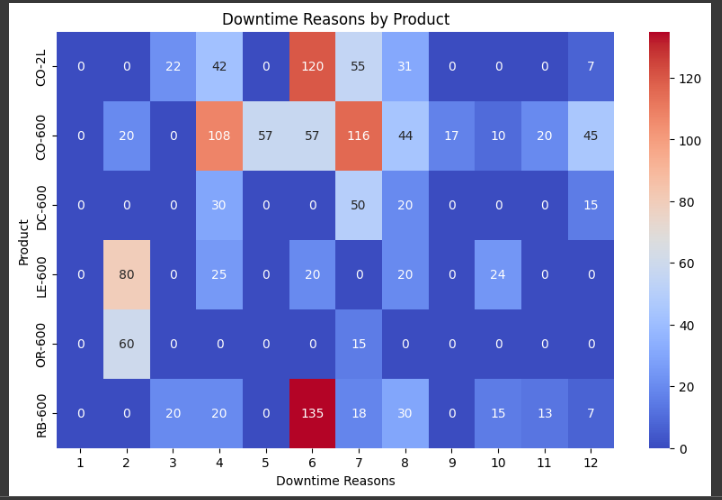 Downtime Reasons by Product
CO-2L 0 0 22 42 0 120 55 31 0 0 0 7
CO-600 0 20 0 108 57 57 116 44 17 10 20 45
DC-600 0 0 0 30 0 0 50 20 0 0 0 15
LE-600 0 80 0 25 0 20 0 20 0 24 0 0
OR-600 0 60 0 0 0 0 15 0 0 0 0 0
RB-600 0 0 20 20 0 135 18 30 0 15 13 7
Product
1 2 3 4 5 6 7 8 9 10 11 12
Downtime Reasons
120
100
80
60
40
20
0